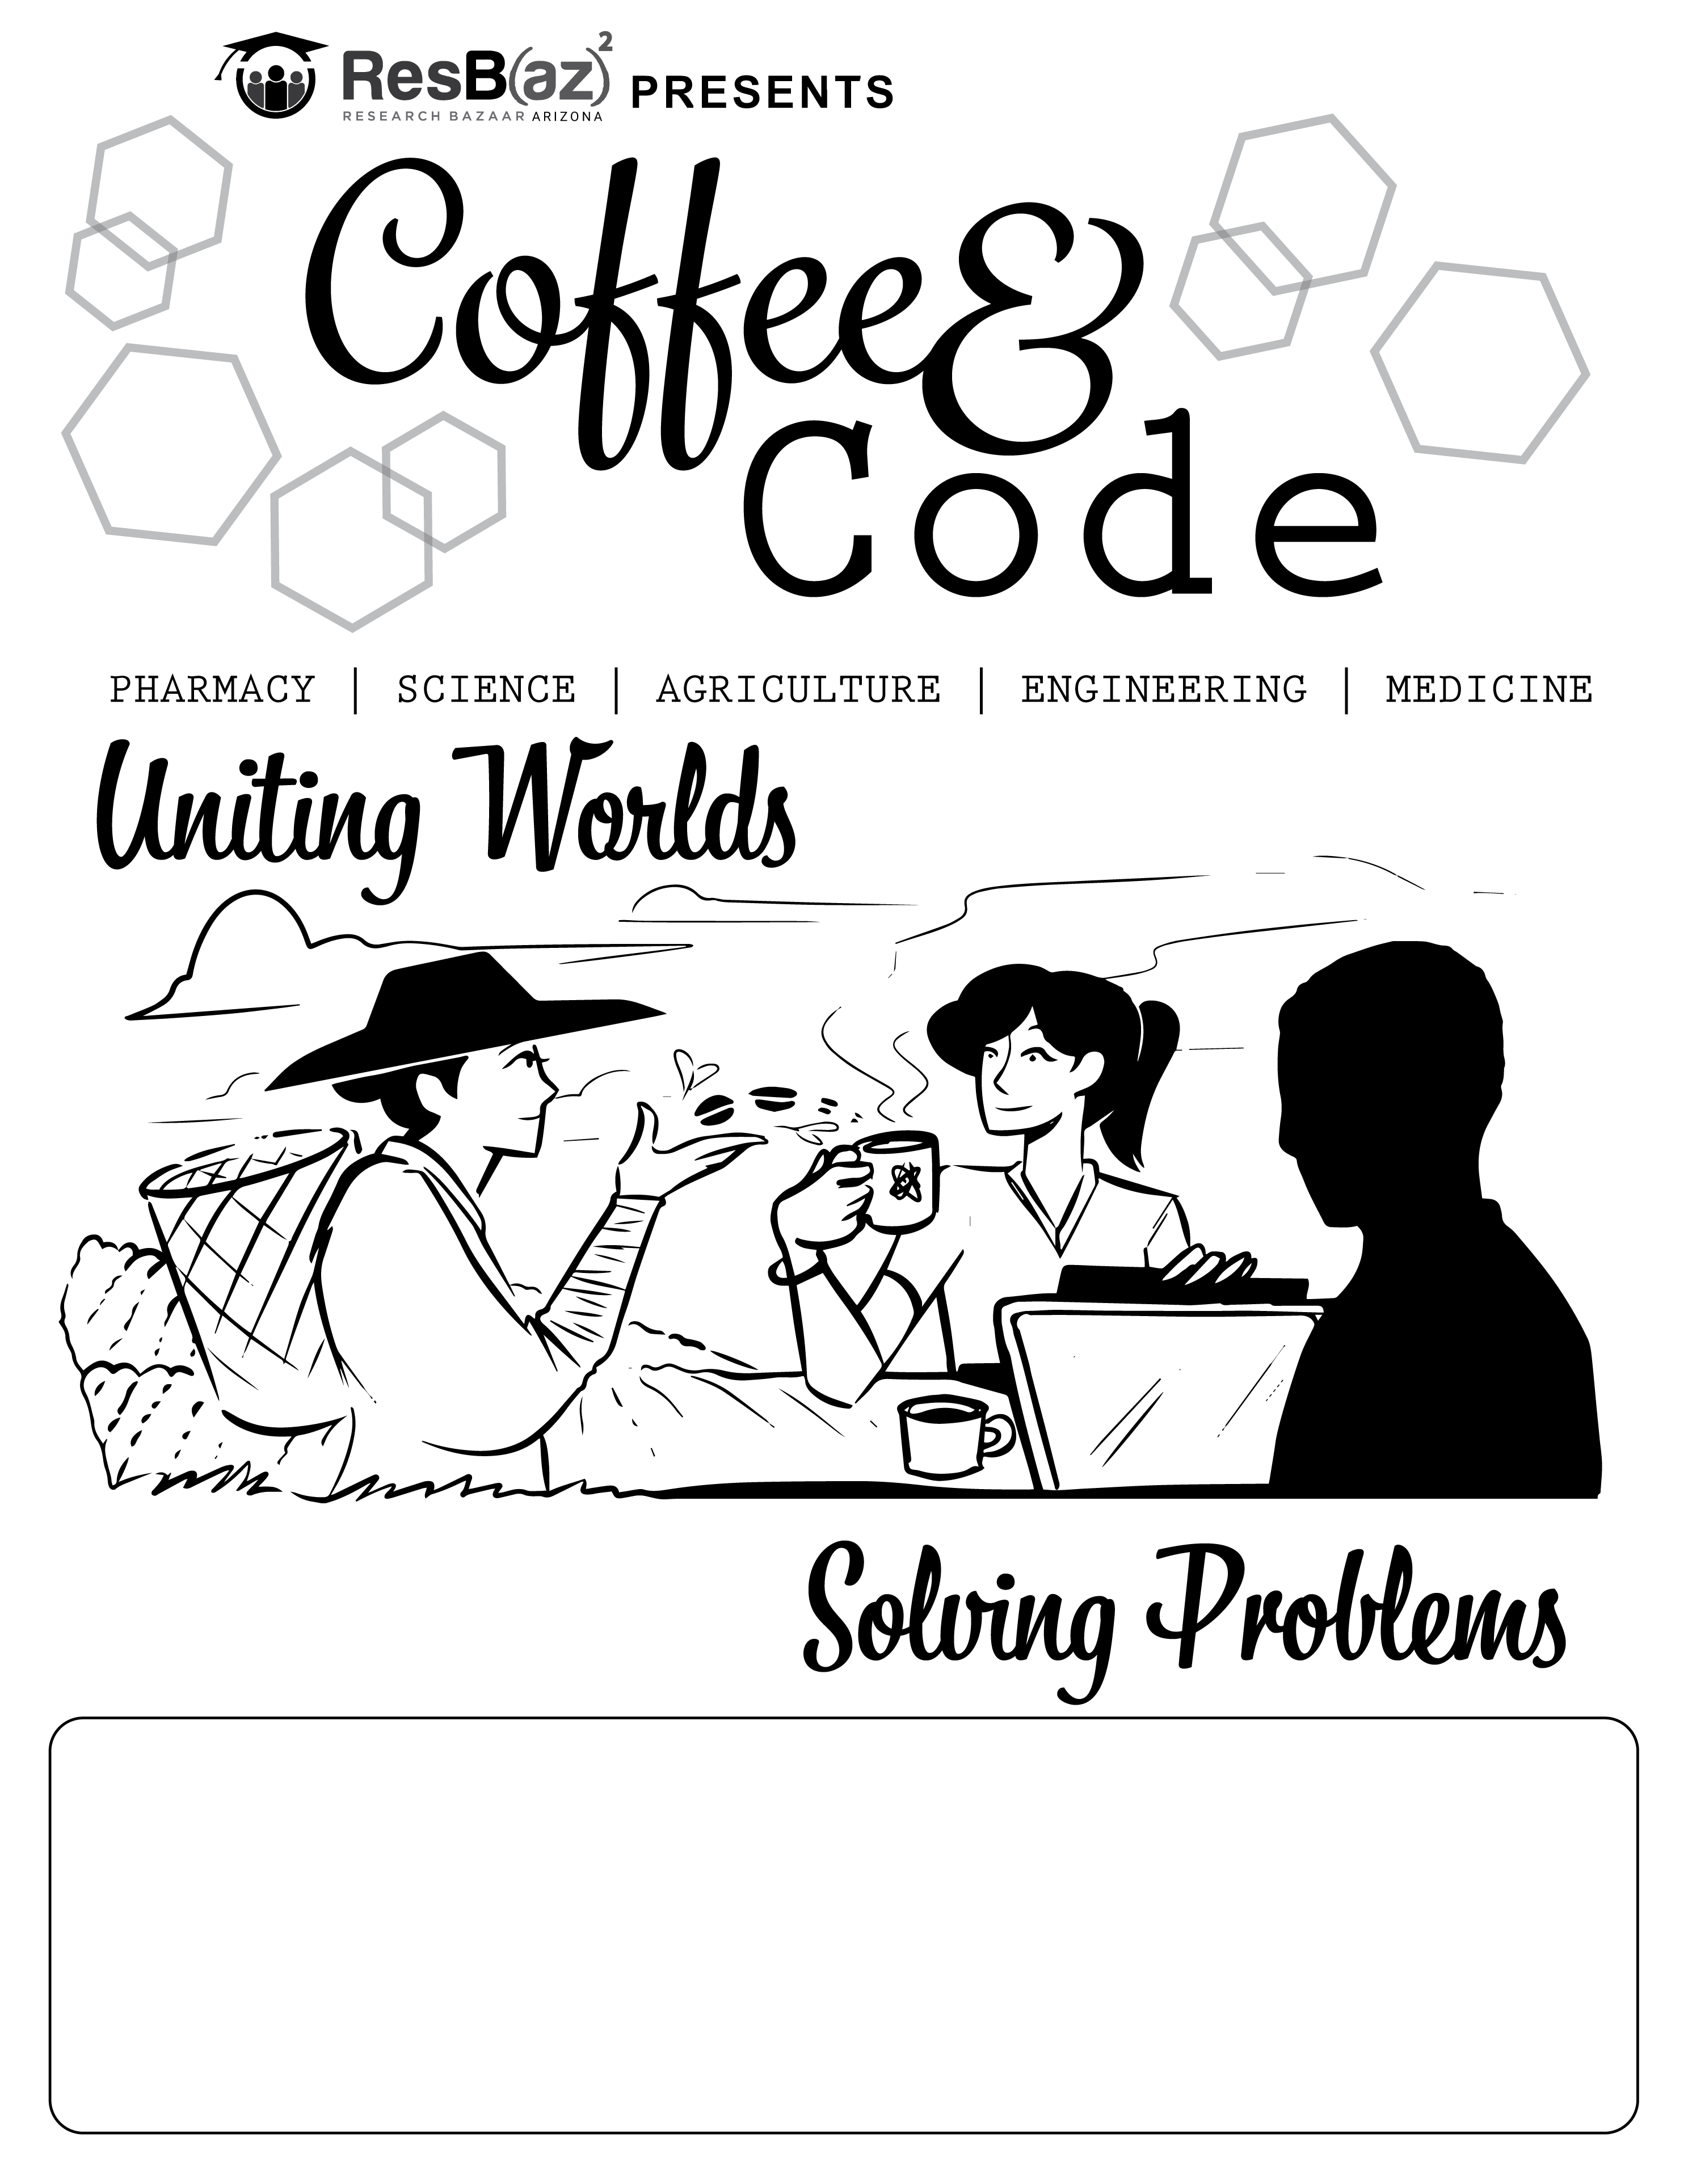 ResB(az)²
RESEARCH BAZAAR ARIZONA
PRESENTS
Coffee &
Code
PHARMACY | SCIENCE | AGRICULTURE | ENGINEERING | MEDICINE
Uniting Worlds
Solving Problems